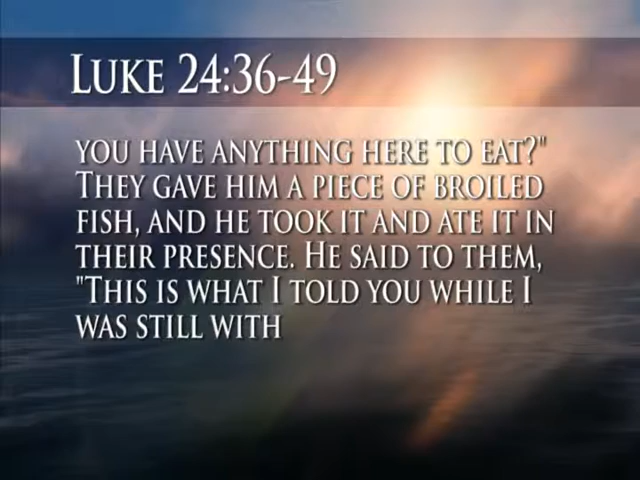 Luke 24:36-49
you have anything here to eat?"
They gave him a piece of broiled
fish, and he took it and ate it in
their presence. He said to them,
"This is what I told you while I
was still with